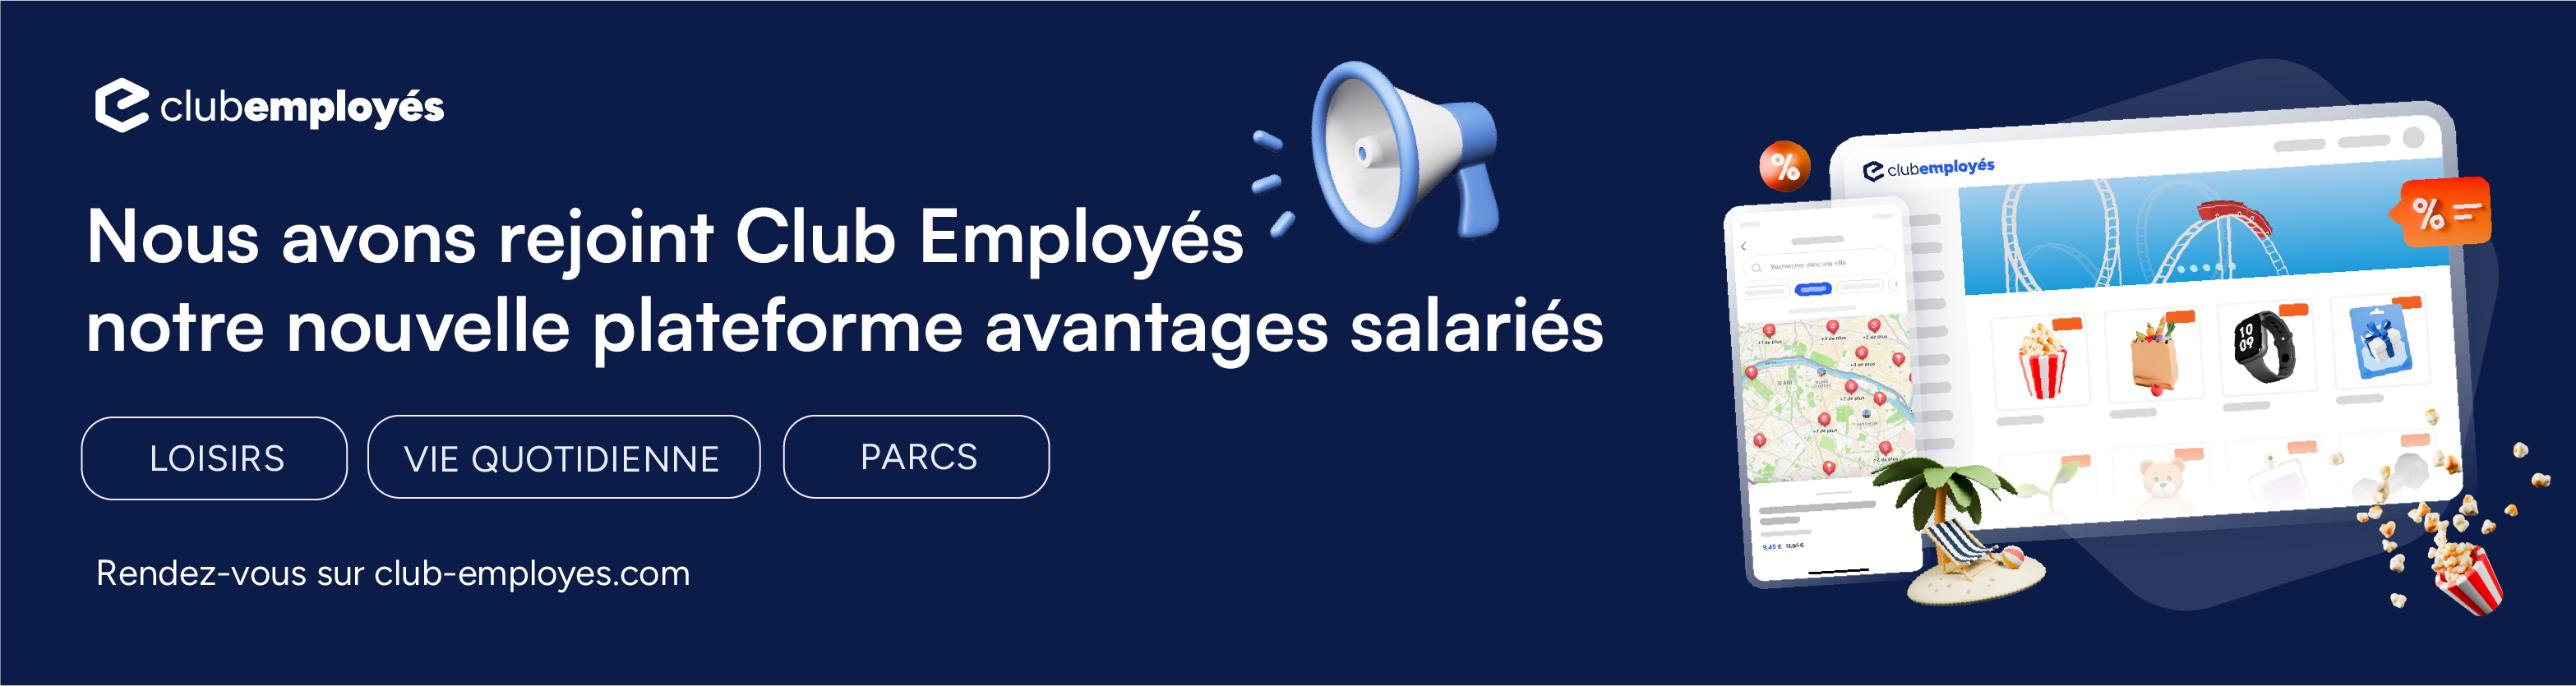 clubemployés
Nous avons rejoint Club Employés
notre nouvelle plateforme avantages salariés
LOISIRS
VIE QUOTIDIENNE
PARCS
Rendez-vous sur club-employes.com
%
clubemployés
% =
Rechercher dans une ville
10
09
9,45 €